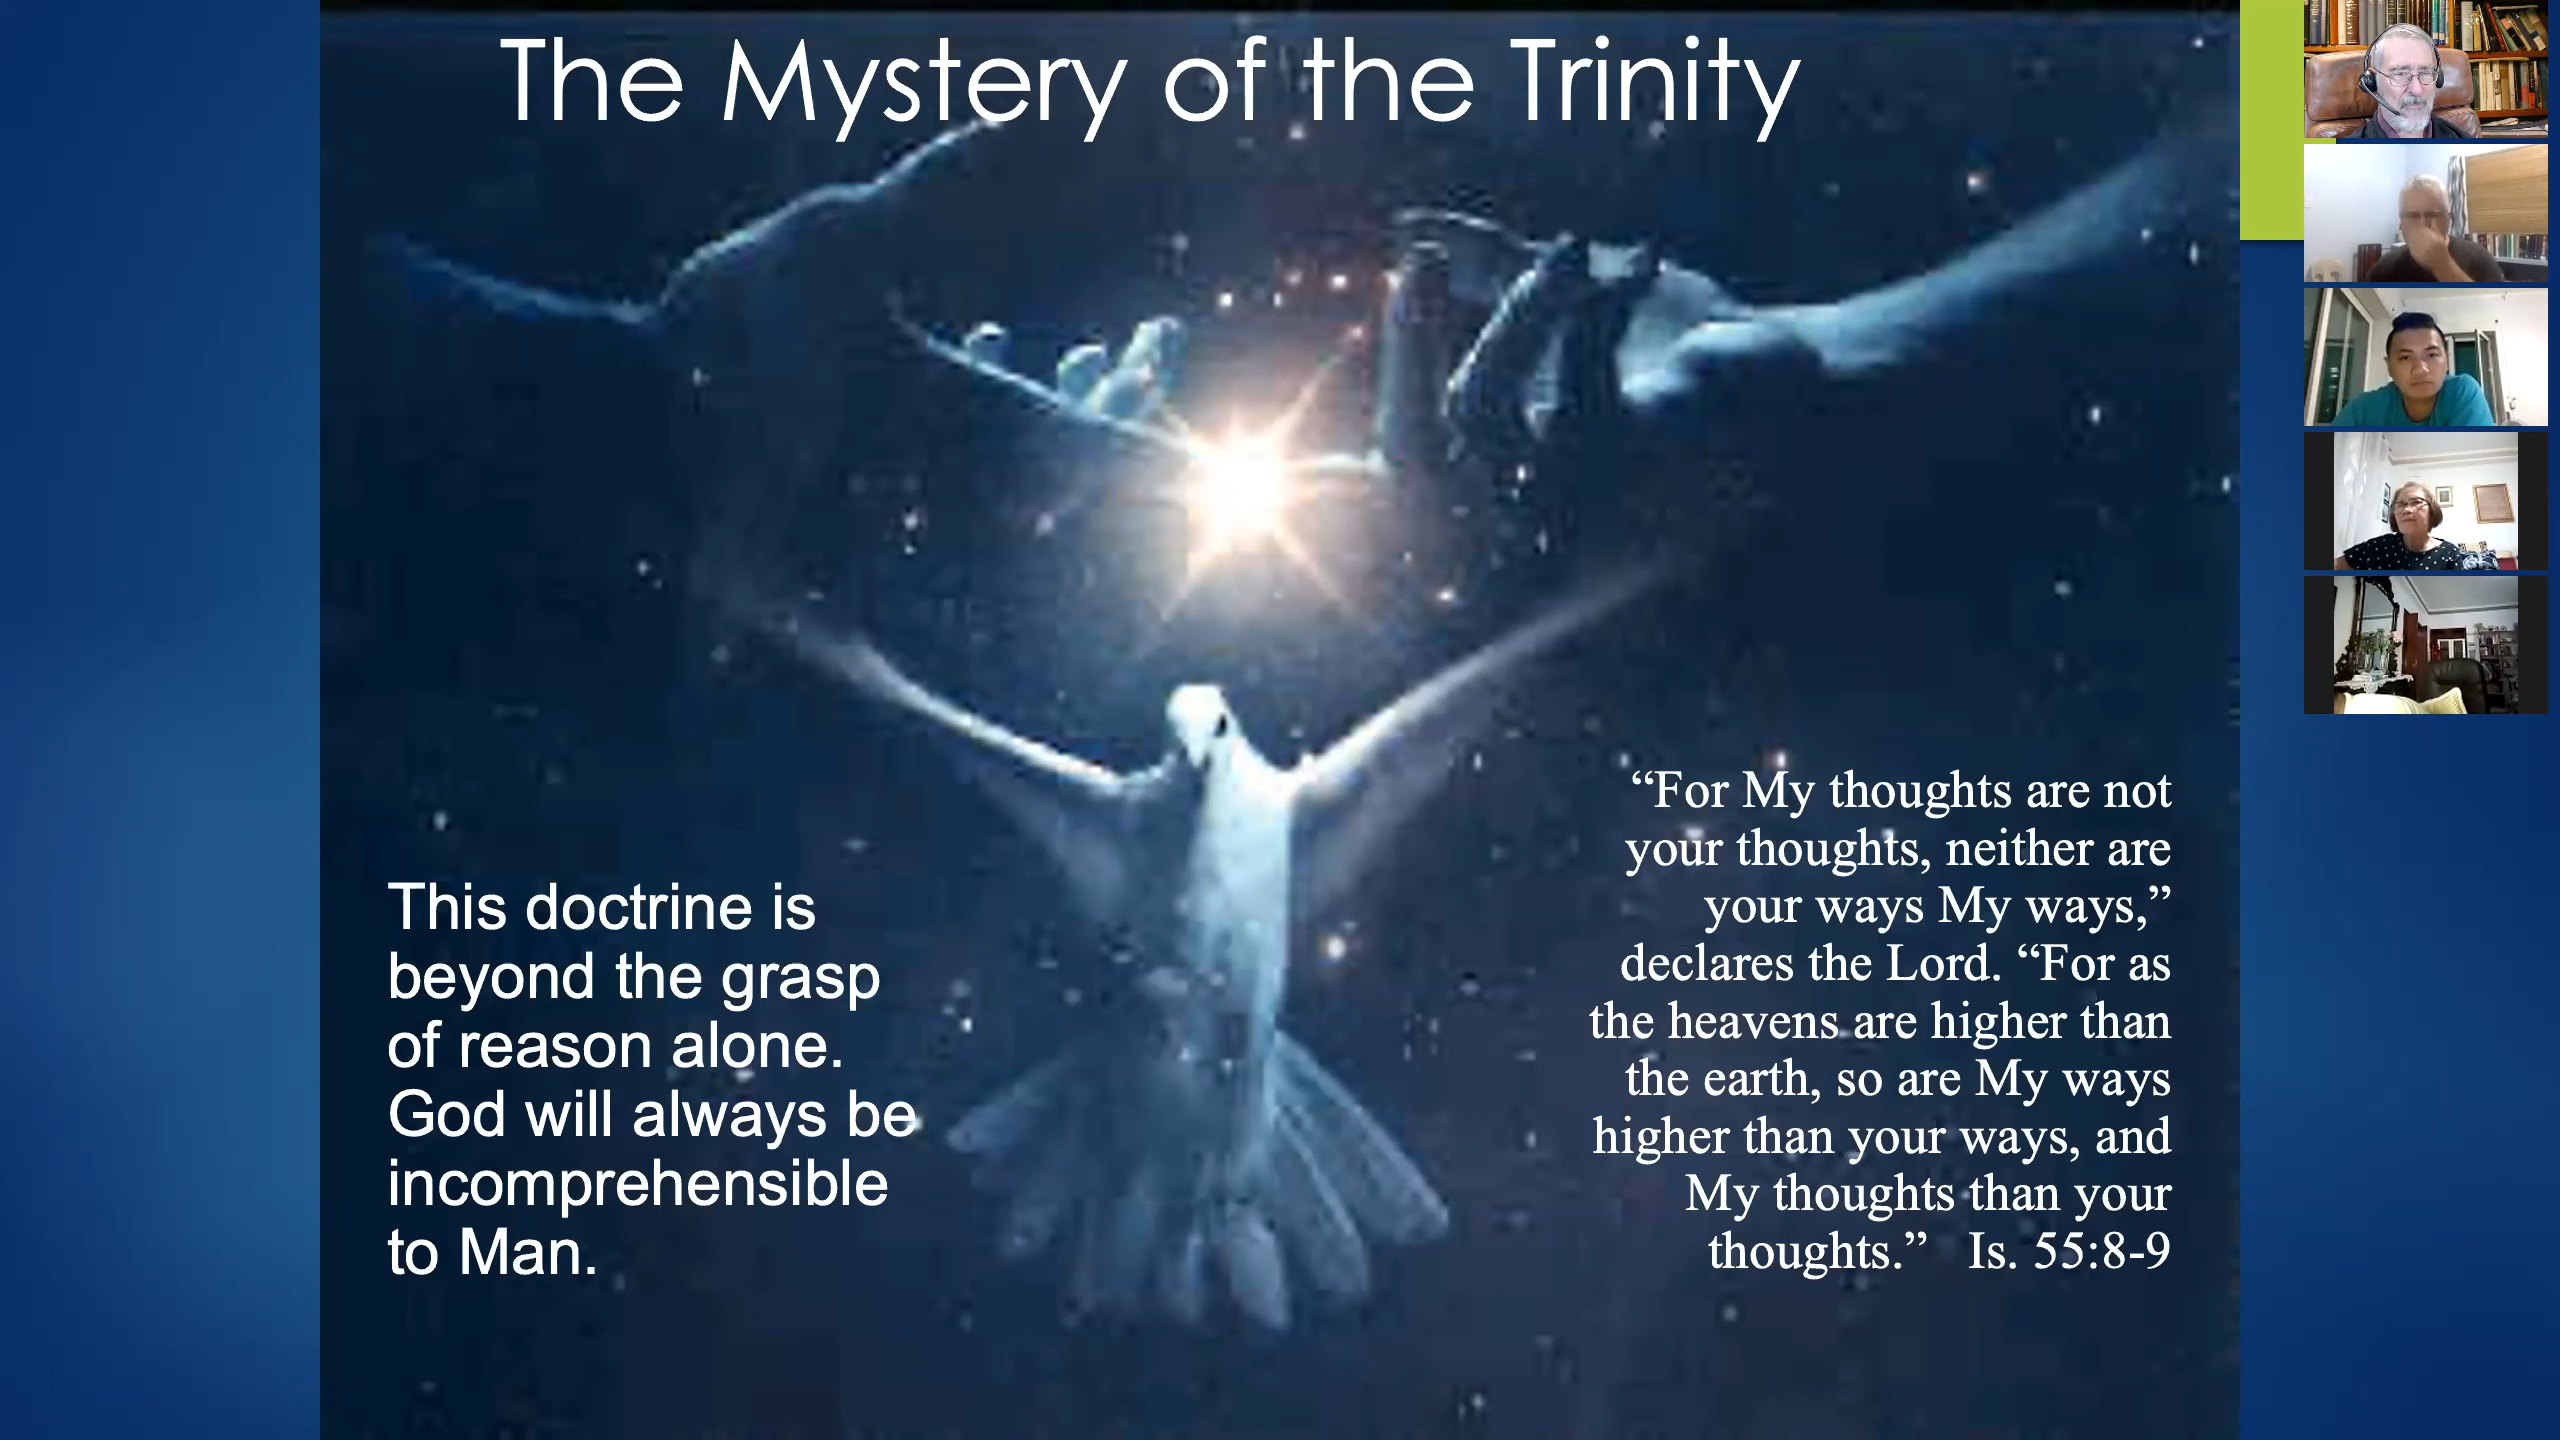 The Mystery of the Trinity
This doctrine is
beyond the grasp
of reason alone.
God will always be
incomprehensible
to Man.
“For My thoughts are not
your thoughts, neither are
your ways My ways,”
declares the Lord. “For as
the heavens are higher than
the earth, so are My ways
higher than your ways, and
My thoughts than your
thoughts.”   Is. 55:8-9